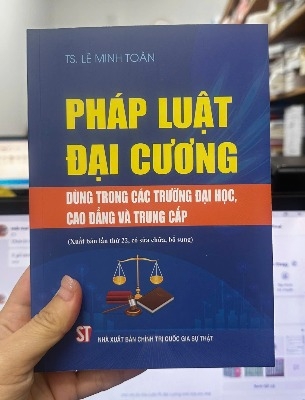 TS. LÊ MINH TOÀN
PHÁP LUẬT
ĐẠI CƯƠNG
DÙNG TRONG CÁC TRƯỜNG ĐẠI HỌC,
CAO ĐẲNG VÀ TRUNG CẤP
(Xuất bản lần thứ 22, có sửa chữa, bổ sung)
ST
NHÀ XUẤT BẢN CHÍNH TRỊ QUỐC GIA SỰ THẬT